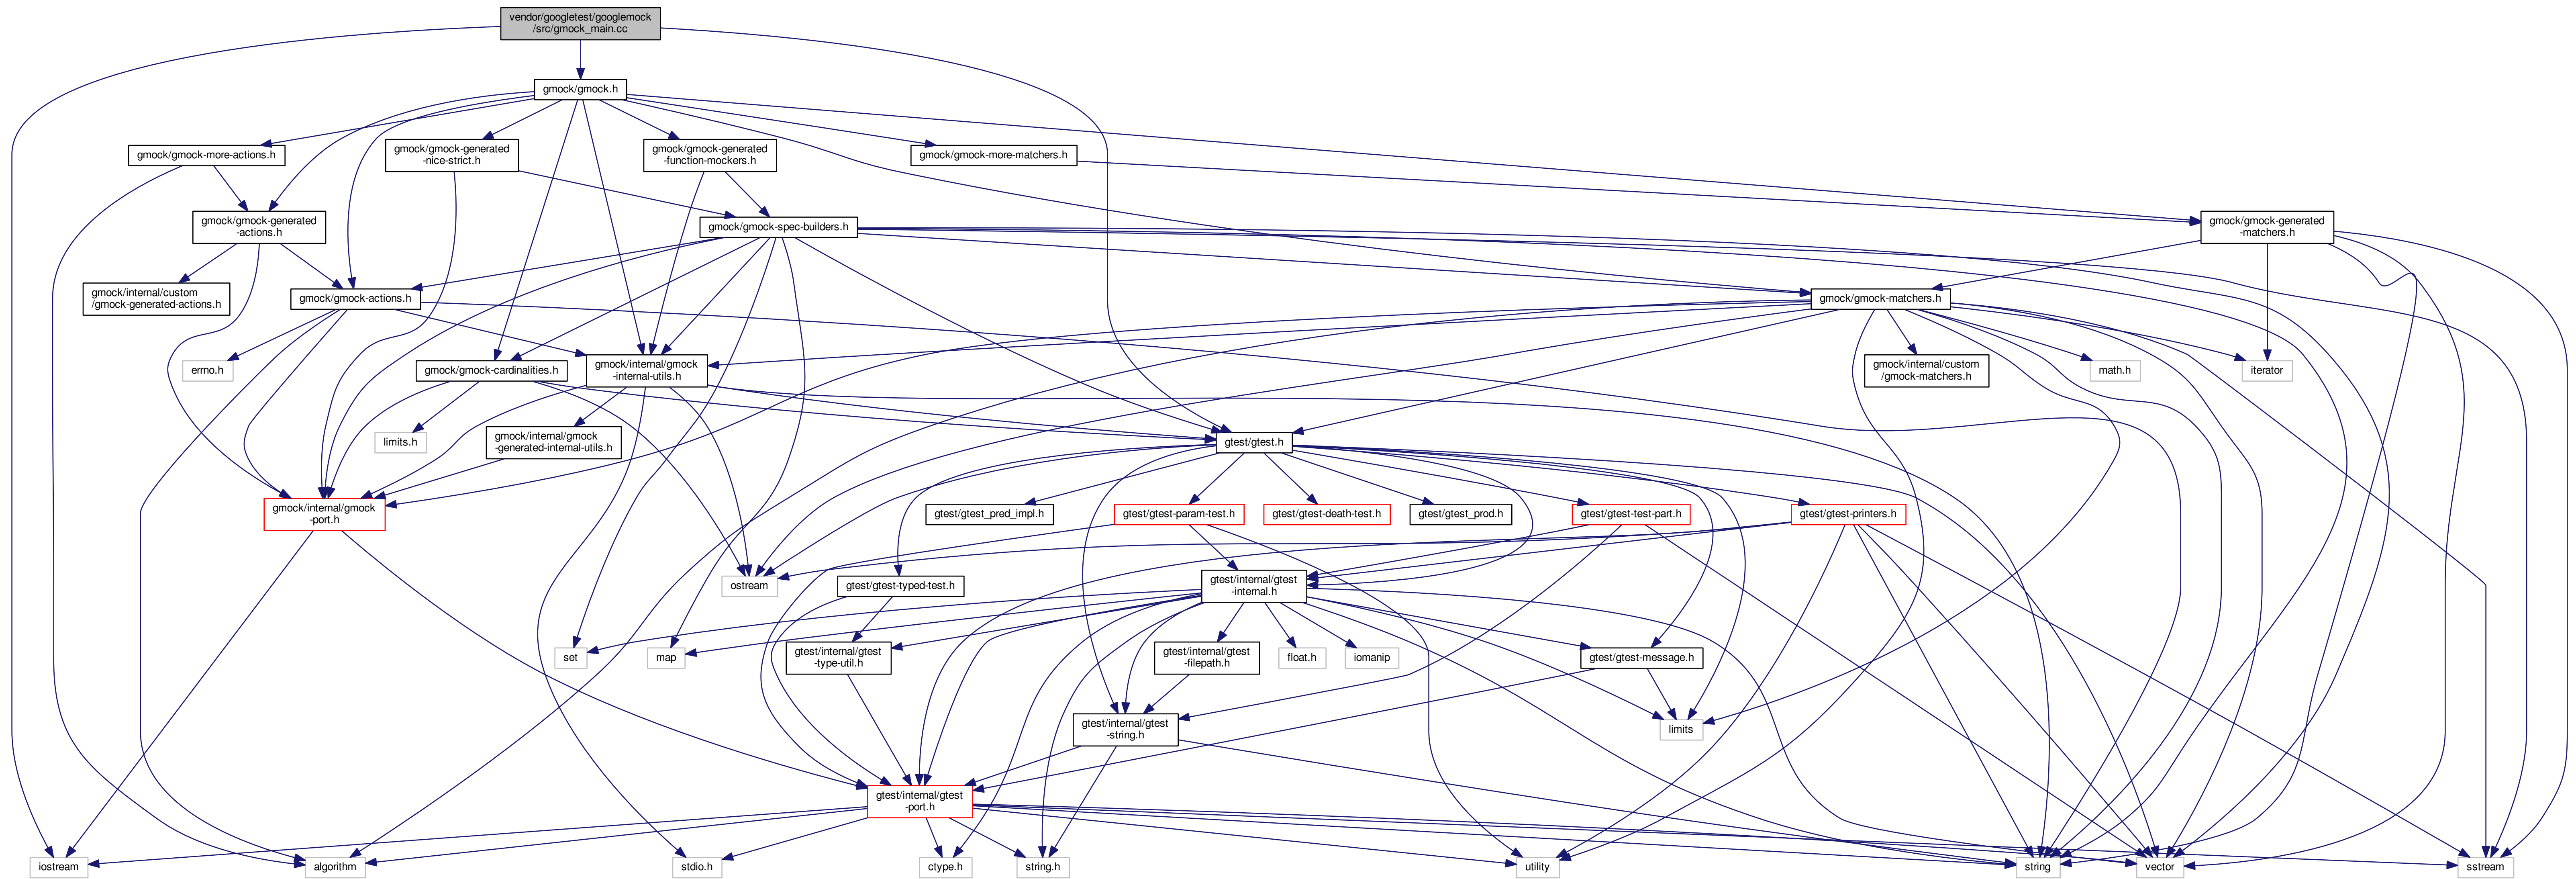 vendor/googletest/googlemock
/src/gmock_main.cc
gmock/gmock.h
gmock/gmock-more-actions.h
gmock/gmock-generated
-nice-strict.h
gmock/gmock-generated
-function-mockers.h
gmock/gmock-more-matchers.h
gmock/gmock-generated
-actions.h
gmock/gmock-spec-builders.h
gmock/gmock-generated
-matchers.h
gmock/internal/custom
/gmock-generated-actions.h
gmock/gmock-actions.h
gmock/gmock-matchers.h
errno.h
gmock/gmock-cardinalities.h
gmock/internal/gmock
-internal-utils.h
gmock/internal/custom
/gmock-matchers.h
math.h
iterator
limits.h
gmock/internal/gmock
-generated-internal-utils.h
gtest/gtest.h
gmock/internal/gmock
-port.h
gtest/gtest_pred_impl.h
gtest/gtest-param-test.h
gtest/gtest-death-test.h
gtest/gtest_prod.h
gtest/gtest-test-part.h
gtest/gtest-printers.h
ostream
gtest/gtest-typed-test.h
gtest/internal/gtest
-internal.h
set
map
gtest/internal/gtest
-type-util.h
gtest/internal/gtest
-filepath.h
float.h
iomanip
gtest/gtest-message.h
gtest/internal/gtest
-string.h
limits
gtest/internal/gtest
-port.h
iostream
algorithm
stdio.h
ctype.h
string.h
utility
string
vector
sstream